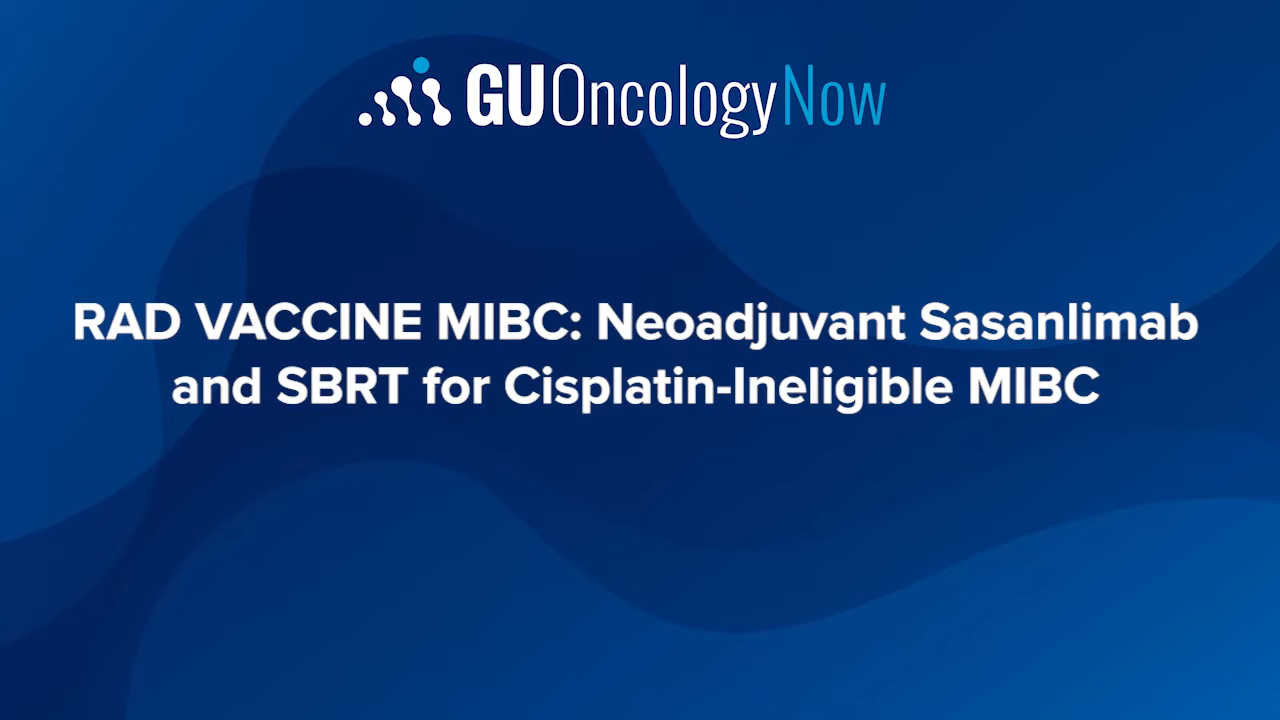 GUOncologyNow
RAD VACCINE MIBC: Neoadjuvant Sasanlimab
and SBRT for Cisplatin-Ineligible MIBC